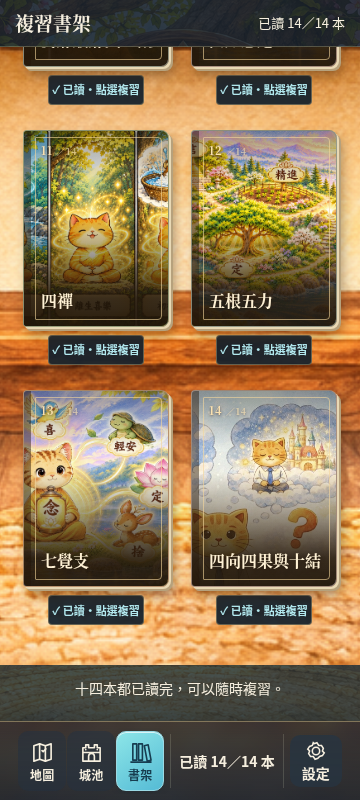 複習書架
已讀 14／14 本
✓ 已讀・點選複習
✓ 已讀・點選複習
11 / 14
四禪
12 / 14
精進
定
五根五力
✓ 已讀・點選複習
✓ 已讀・點選複習
13 / 14
喜
輕安
定
念
捨
七覺支
14 / 14
四向四果與十結
✓ 已讀・點選複習
✓ 已讀・點選複習
十四本都已讀完，可以隨時複習。
地圖
城池
書架
已讀 14／14 本
設定